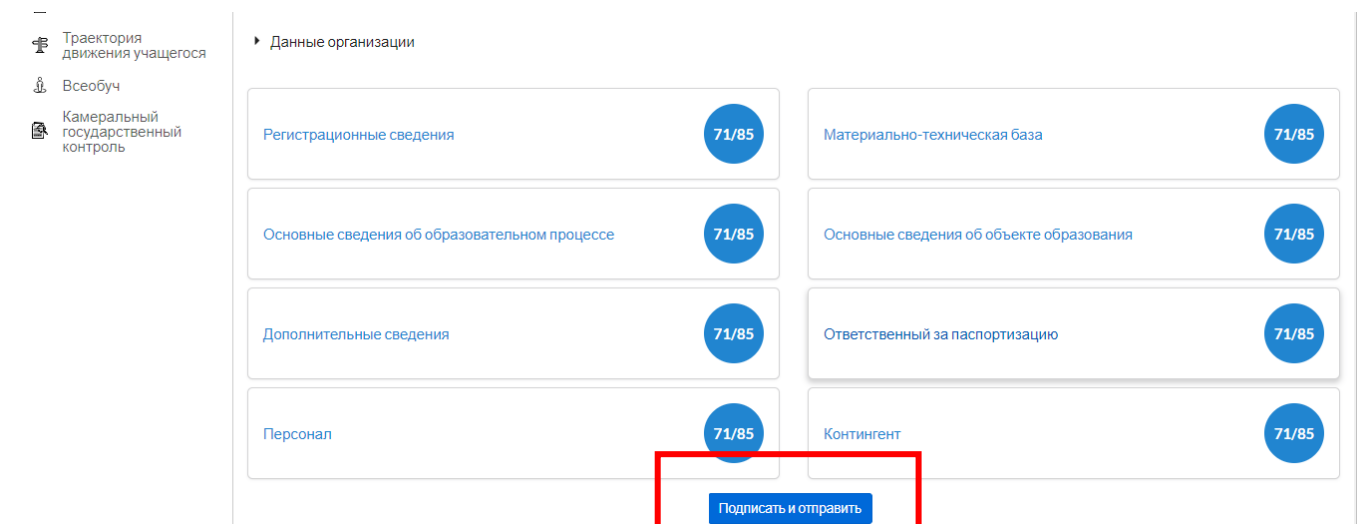 Траектория
движения учащегося
Всеобуч
Камеральный
государственный
контроль
Данные организации
Регистрационные сведения 71/85
Материально-техническая база 71/85
Основные сведения об образовательном процессе 71/85
Основные сведения об объекте образования 71/85
Дополнительные сведения 71/85
Ответственный за паспортизацию 71/85
Персонал 71/85
Контингент 71/85
Подписать и отправить